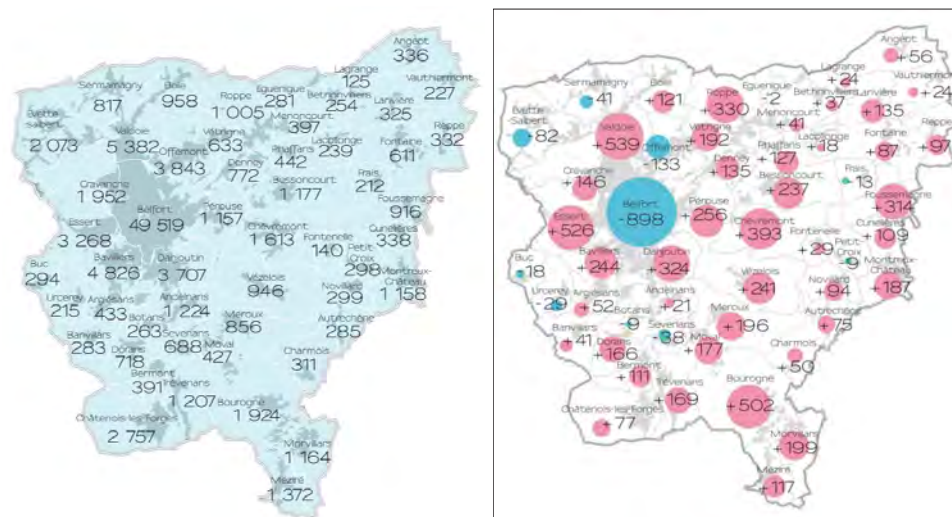 Angeot
336
Lagrange
125
Vauthiermont
227
Sermamagny
817
958
Eguenigue
281
Bethonvilliers
254
Roppe
1 005
Larivière
325
Menoncourt
397
Evette
-Salbert
2 073
Valdoie
5 382
Vétrigne
633
Offemont
3 843
Phaffans
442
Lacollonge
239
Fontaine
611
Reppe
332
Denney
772
Bessoncourt
1 177
Frais
212
Cravanche
1 952
Foussemagne
916
Belfort
49 519
Pérouse
1 157
Essert
3 268
Chèvremont
1 613
Fontenelle
140
Cunelières
338
Petit-
Croix
298
Buc
294
Bavilliers
4 826
Danjoutin
3 707
Vézelois
946
Montreux-
Château
1 158
Novillard
299
Urcerey
215
Argiésans
433
Andelnans
1 224
Botans
263
Meroux
856
Autrechêne
285
Banvillars
283
Dorans
718
Sevenans
688
Moval
427
Charmois
311
Bermont
391
Trévenans
1 207
Bourogne
1 924
Châtenois-les-Forges
2 757
Morvillars
1 164
Méziré
1 372
Angeot
+56
Lagrange
+24
Vauthiermont
+24
Sermamagny
-41
+121
Eguenigue
-2
Bethonvilliers
+37
Roppe
+330
Larivière
+135
Menoncourt
+41
Evette
-Salbert
-82
Valdoie
+539
Vétrigne
+192
Offemont
-133
Phaffans
+127
Lacollonge
+18
Fontaine
+87
Reppe
+97
Denney
+135
Bessoncourt
+237
Frais
-13
Cravanche
+146
Foussemagne
+314
Belfort
-898
Pérouse
+256
Essert
+526
Chèvremont
+393
Fontenelle
+29
Cunelières
+109
Petit-
Croix
-9
Buc
-18
Bavilliers
+244
Danjoutin
+324
Vézelois
+241
Montreux-
Château
+187
Novillard
+94
Urcerey
-29
Argiésans
+52
Andelnans
+21
Botans
-9
Meroux
+196
Autrechêne
+75
Banvillars
+41
Dorans
+166
Sevenans
-38
Moval
+177
Charmois
+50
Bermont
+111
Trévenans
+169
Bourogne
+502
Châtenois-les-Forges
+77
Morvillars
+199
Méziré
+117